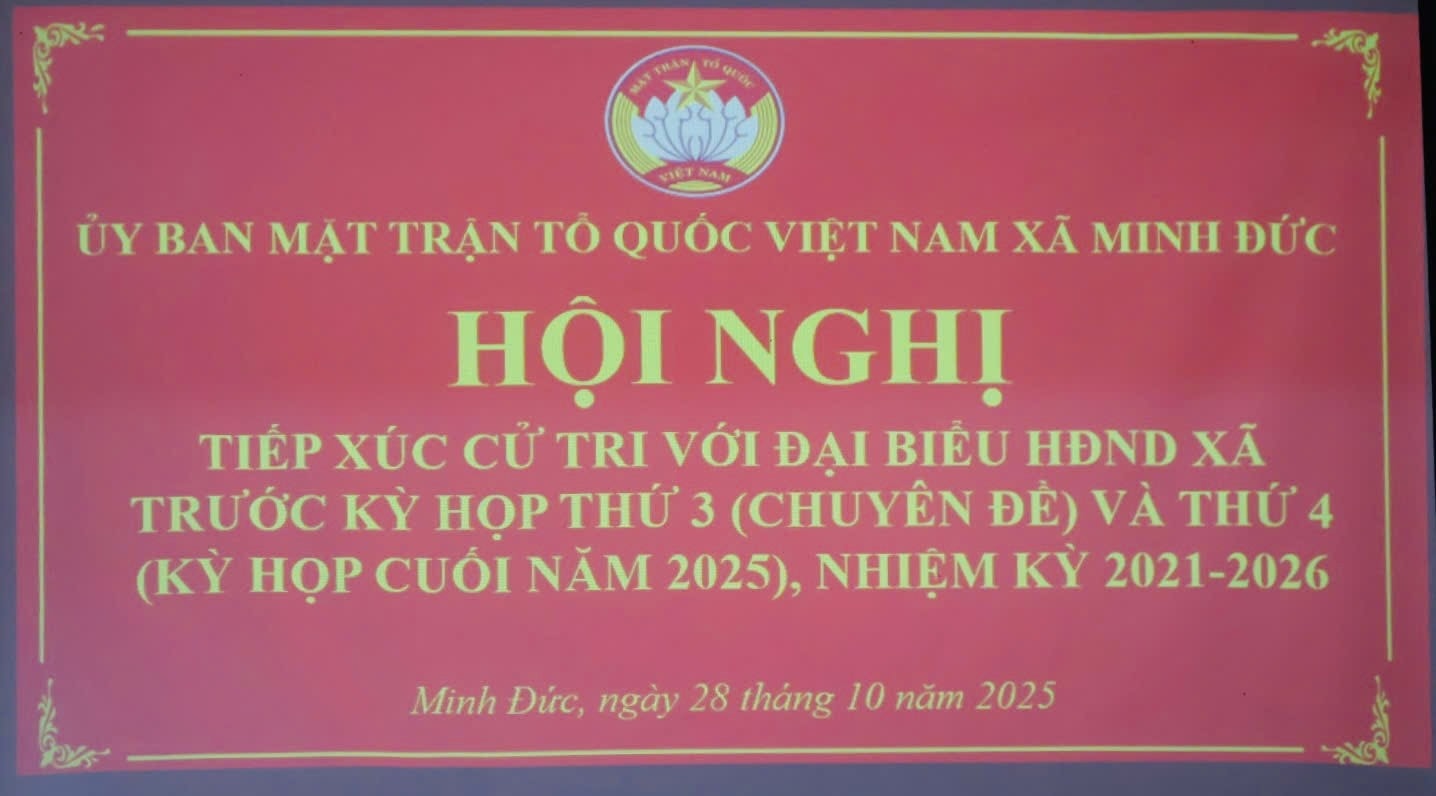 MẶT TRẬN TỔ QUỐC
VIỆT NAM
ỦY BAN MẶT TRẬN TỔ QUỐC VIỆT NAM XÃ MINH ĐỨC
HỘI NGHỊ
TIẾP XÚC CỬ TRI VỚI ĐẠI BIỂU HĐND XÃ
TRƯỚC KỲ HỌP THỨ 3 (CHUYÊN ĐỀ) VÀ THỨ 4
(KỲ HỌP CUỐI NĂM 2025), NHIỆM KỲ 2021-2026
Minh Đức, ngày 28 tháng 10 năm 2025